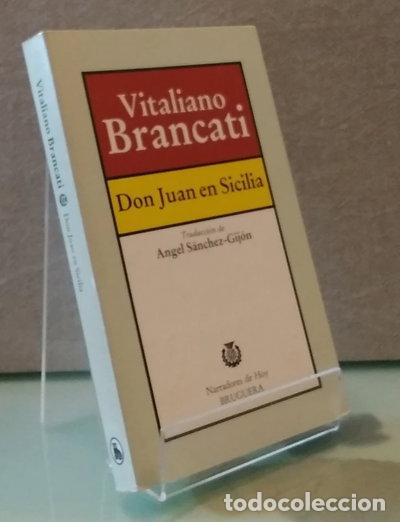 Vitaliano Brancati Don Juan en Sicilia
Vitaliano
Brancati
Don Juan en Sicilia
Traducción de
Angel Sánchez-Gijón
Narradores de Hoy
BRUGUERA
todocoleccion